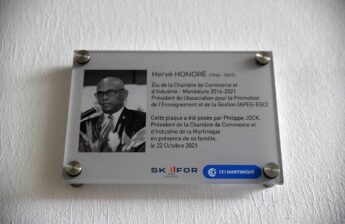 Hervé HONORÉ (1966 - 2021)
Élu de la Chambre de Commerce et
d'Industrie - Mandature 2016-2021
Président de l'Association pour la Promotion
de l'Enseignement et de la Gestion (APEG-EGC)
Cette plaque a été posée par Philippe JOCK,
Président de la Chambre de Commerce et
d'Industrie de la Martinique
en présence de sa famille,
le 22 Octobre 2021
SKILLFOR
CCI MARTINIQUE